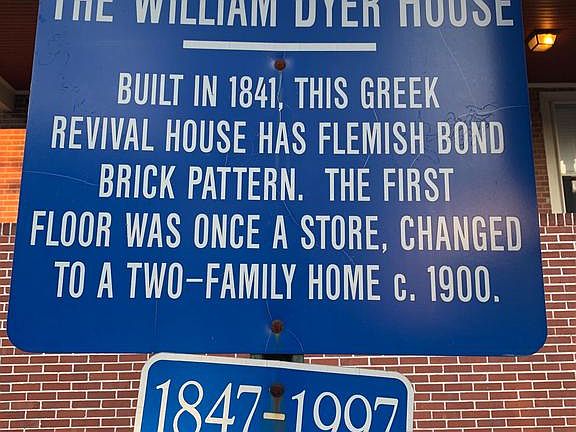 THE WILLIAM DYER HOUSE
BUILT IN 1841, THIS GREEK
REVIVAL HOUSE HAS FLEMISH BOND
BRICK PATTERN. THE FIRST
FLOOR WAS ONCE A STORE, CHANGED
TO A TWO-FAMILY HOME c. 1900.
1847-1997